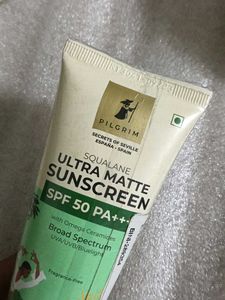 PILGRIM
SECRETS OF SEVILLE
ESPAÑA - SPAIN
SQUALANE
ULTRA MATTE
SUNSCREEN
SPF 50 PA+++
with Omega Ceramides
Broad Spectrum
UVA/UVB/Bluelight
Fragrance-free